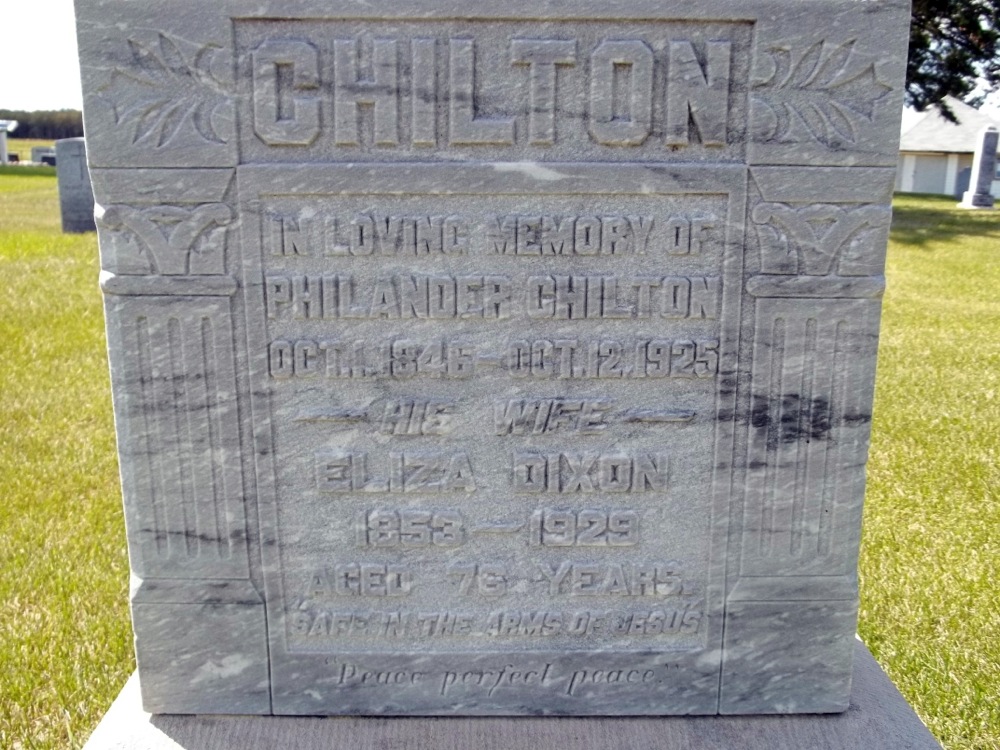 CHILTON
IN LOVING MEMORY OF
PHILANDER CHILTON
OCT. 1, 1846 – OCT. 12, 1925
— HIS WIFE —
ELIZA DIXON
1853 — 1929
AGED 76 YEARS.
"SAFE IN THE ARMS OF JESUS"
"Peace perfect peace."